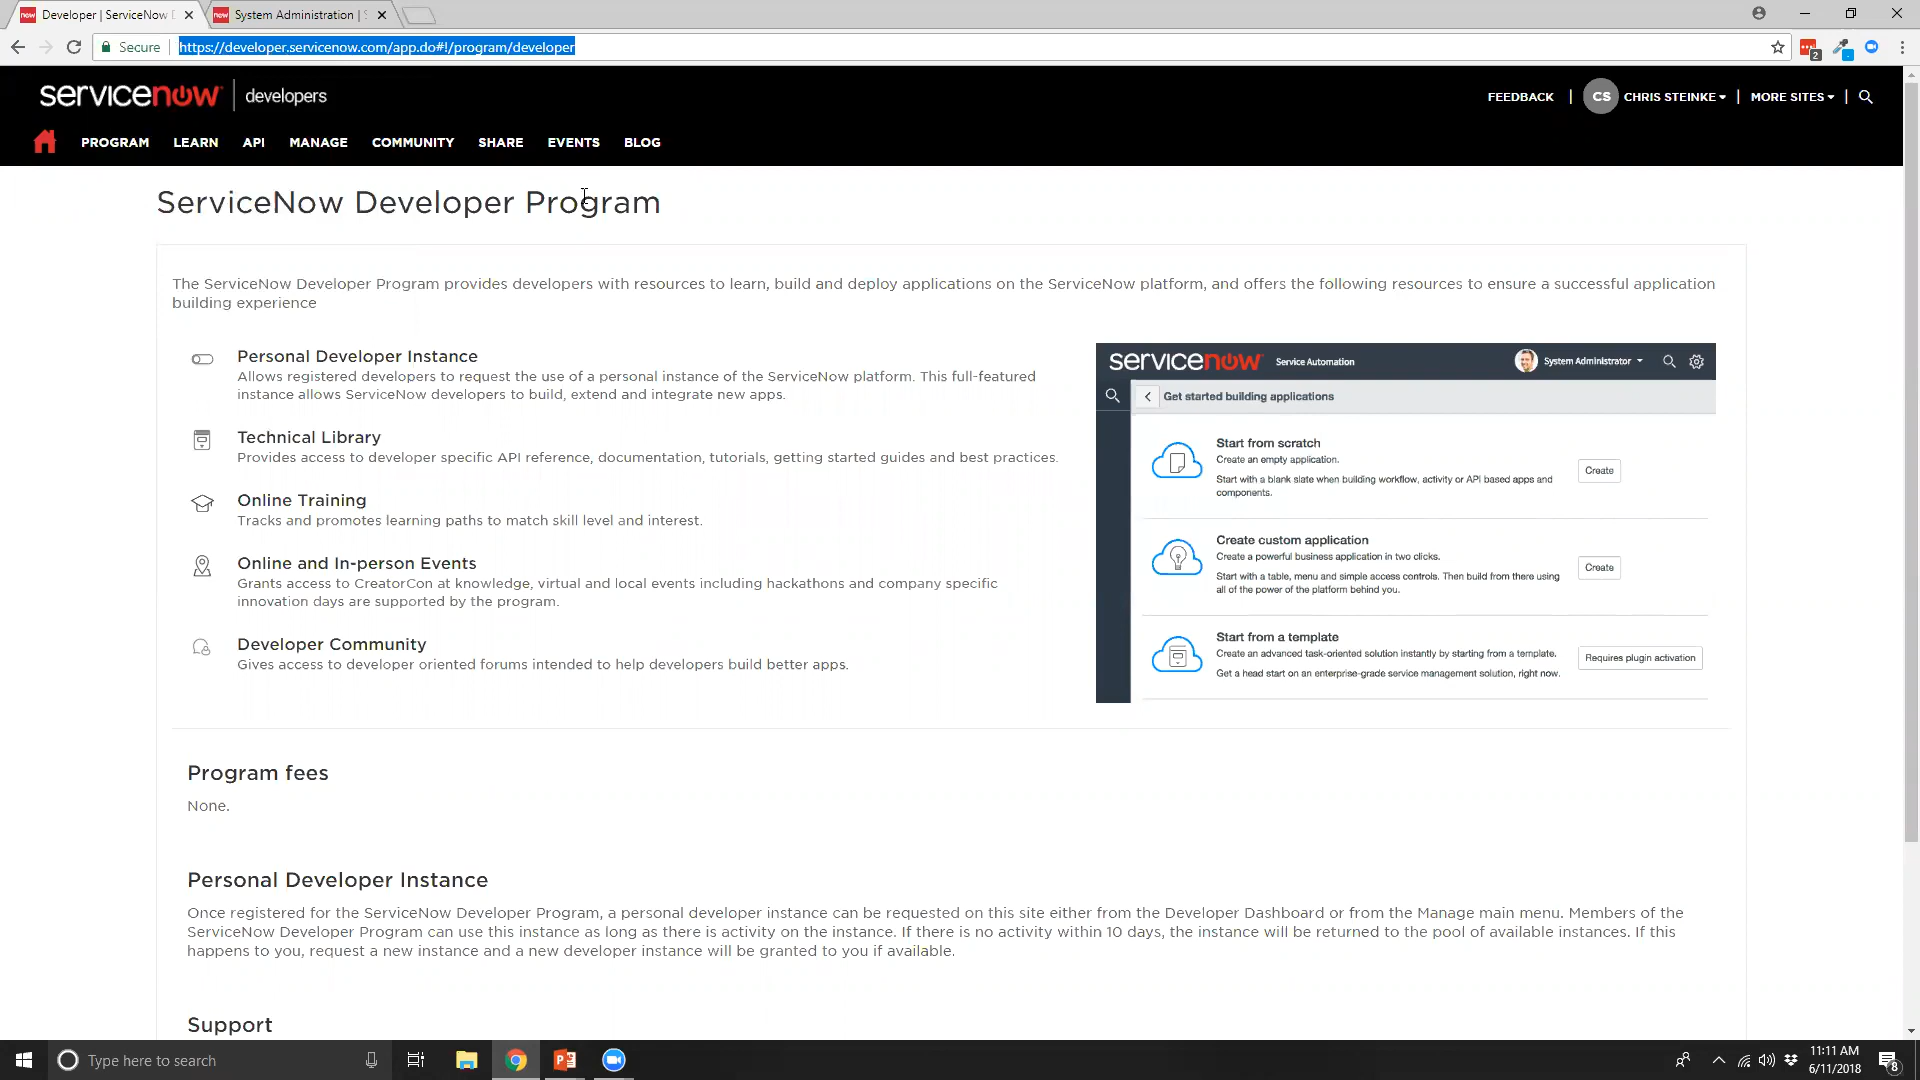 Developer | ServiceNow
System Administration |
Secure
https://developer.servicenow.com/app.do#!/program/developer
2
servicenow
developers
FEEDBACK | CS CHRIS STEINKE | MORE SITES |
PROGRAM LEARN API MANAGE COMMUNITY SHARE EVENTS BLOG
ServiceNow Developer Program
The ServiceNow Developer Program provides developers with resources to learn, build and deploy applications on the ServiceNow platform, and offers the following resources to ensure a successful application
building experience
Personal Developer Instance
Allows registered developers to request the use of a personal instance of the ServiceNow platform. This full-featured
instance allows ServiceNow developers to build, extend and integrate new apps.
Technical Library
Provides access to developer specific API reference, documentation, tutorials, getting started guides and best practices.
Online Training
Tracks and promotes learning paths to match skill level and interest.
Online and In-person Events
Grants access to CreatorCon at knowledge, virtual and local events including hackathons and company specific
innovation days are supported by the program.
Developer Community
Gives access to developer oriented forums intended to help developers build better apps.
servicenow Service Automation
System Administrator
Get started building applications
Start from scratch
Create an empty application.
Start with a blank slate when building workflow, activity or API based apps and
components.
Create
Create custom application
Create a powerful business application in two clicks.
Start with a table, menu and simple access controls. Then build from there using
all of the power of the platform behind you.
Create
Start from a template
Create an advanced task-oriented solution instantly by starting from a template.
Get a head start on an enterprise-grade service management solution, right now.
Requires plugin activation
Program fees
None.
Personal Developer Instance
Once registered for the ServiceNow Developer Program, a personal developer instance can be requested on this site either from the Developer Dashboard or from the Manage main menu. Members of the
ServiceNow Developer Program can use this instance as long as there is activity on the instance. If there is no activity within 10 days, the instance will be returned to the pool of available instances. If this
happens to you, request a new instance and a new developer instance will be granted to you if available.
Support
Type here to search
11:11 AM
6/11/2018
8